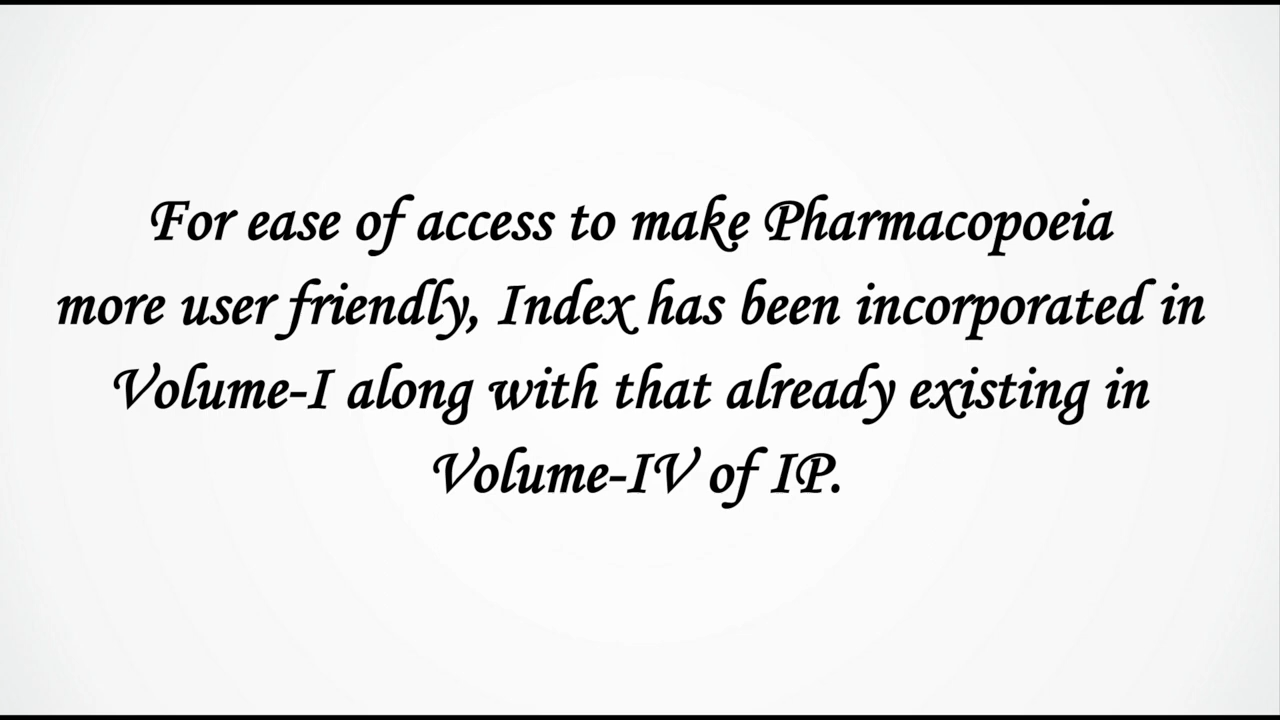 For ease of access to make Pharmacopoeia
more user friendly, Index has been incorporated in
Volume-I along with that already existing in
Volume-IV of IP.